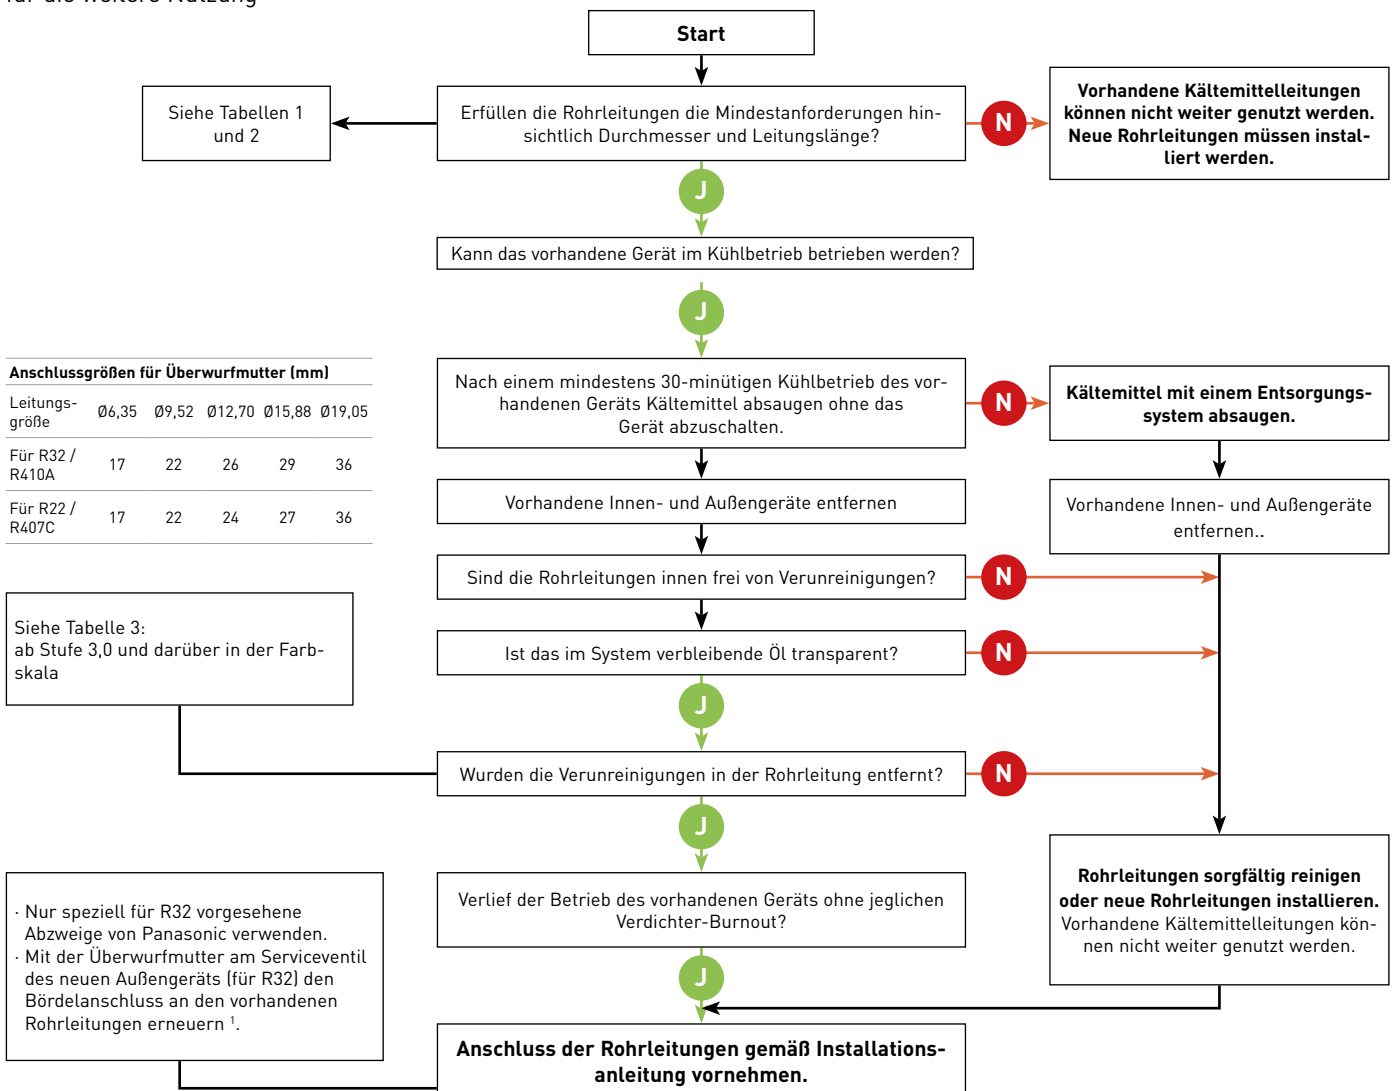 für die weitere Nutzung
Start
Siehe Tabellen 1
und 2
Erfüllen die Rohrleitungen die Mindestanforderungen hin-
sichtlich Durchmesser und Leitungslänge?
N
Vorhandene Kältemittelleitungen
können nicht weiter genutzt werden.
Neue Rohrleitungen müssen instal-
liert werden.
J
Kann das vorhandene Gerät im Kühlbetrieb betrieben werden?
J
Anschlussgrößen für Überwurfmutter (mm)
Leitungs-
größe Ø6,35 Ø9,52 Ø12,70 Ø15,88 Ø19,05
Für R32 /
R410A 17 22 26 29 36
Für R22 /
R407C 17 22 24 27 36
Nach einem mindestens 30-minütigen Kühlbetrieb des vor-
handenen Geräts Kältemittel absaugen ohne das
Gerät abzuschalten.
N
Kältemittel mit einem Entsorgungs-
system absaugen.
Vorhandene Innen- und Außengeräte entfernen
Vorhandene Innen- und Außengeräte
entfernen..
Sind die Rohrleitungen innen frei von Verunreinigungen?
N
Siehe Tabelle 3:
ab Stufe 3,0 und darüber in der Farb-
skala
Ist das im System verbleibende Öl transparent?
N
J
Wurden die Verunreinigungen in der Rohrleitung entfernt?
N
J
Verlief der Betrieb des vorhandenen Geräts ohne jeglichen
Verdichter-Burnout?
Rohrleitungen sorgfältig reinigen
oder neue Rohrleitungen installieren.
Vorhandene Kältemittelleitungen kön-
nen nicht weiter genutzt werden.
· Nur speziell für R32 vorgesehene
Abzweige von Panasonic verwenden.
· Mit der Überwurfmutter am Serviceventil
des neuen Außengeräts (für R32) den
Bördelanschluss an den vorhandenen
Rohrleitungen erneuern ¹.
J
Anschluss der Rohrleitungen gemäß Installations-
anleitung vornehmen.